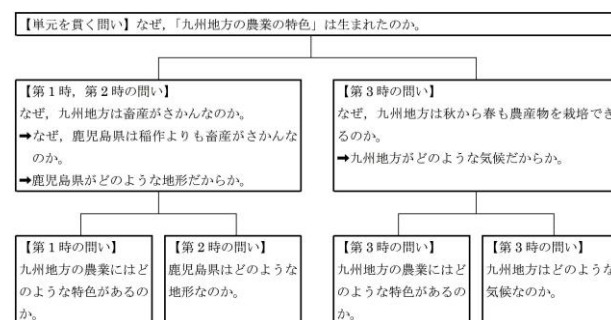 【単元を貫く問い】なぜ，「九州地方の農業の特色」は生まれたのか。
【第１時，第２時の問い】
なぜ，九州地方は畜産がさかんなのか。
➡なぜ，鹿児島県は稲作よりも畜産がさかんな
のか。
➡鹿児島県がどのような地形だからか。
【第３時の問い】
なぜ，九州地方は秋から春も農産物を栽培でき
るのか。
➡九州地方がどのような気候だからか。
【第１時の問い】
九州地方の農業にはど
のような特色があるの
か。
【第２時の問い】
鹿児島県はどのような
地形なのか。
【第３時の問い】
九州地方の農業にはど
のような特色があるの
か。
【第３時の問い】
九州地方はどのような
気候なのか。